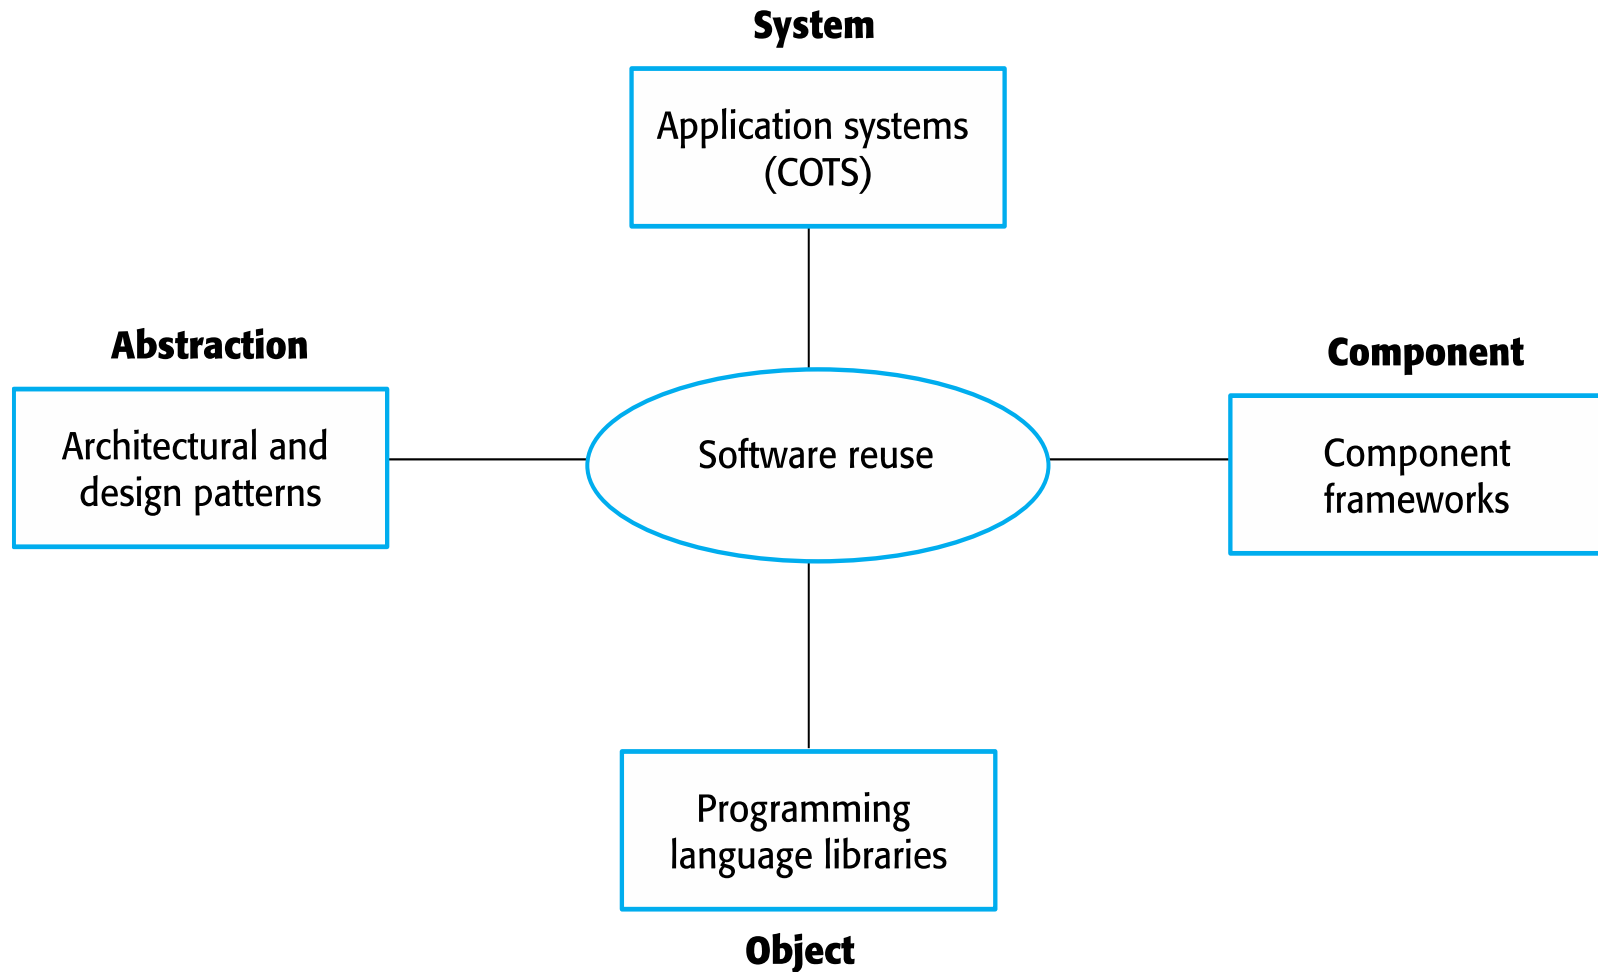 System
Application systems
(COTS)
Abstraction
Architectural and
design patterns
Software reuse
Component
Component
frameworks
Programming
language libraries
Object